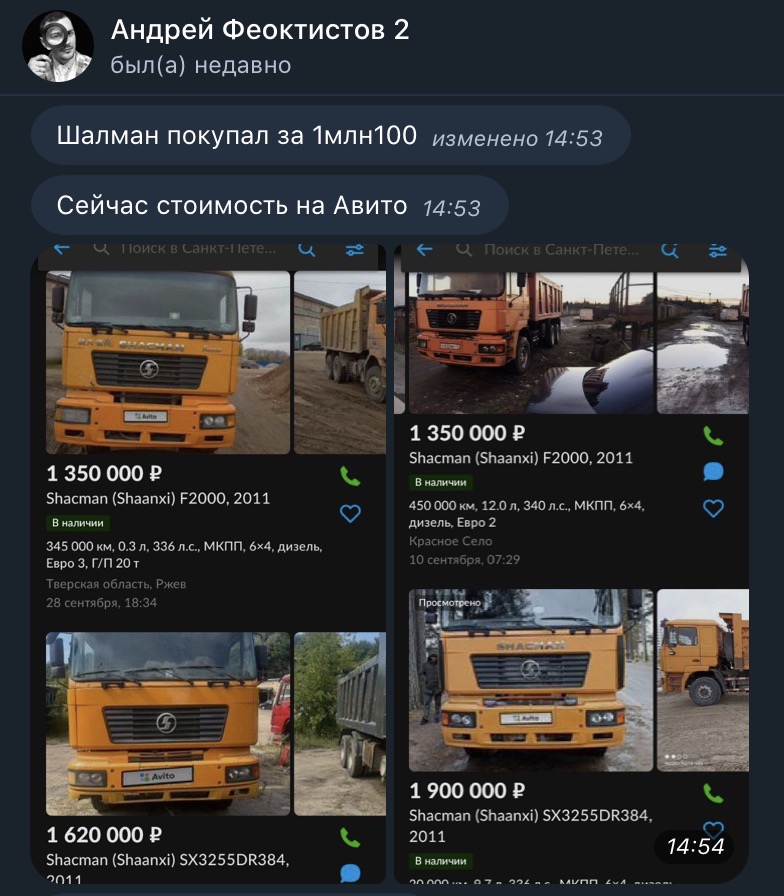 Андрей Феоктистов 2
был(а) недавно
Шалман покупал за 1млн100 изменено 14:53
Сейчас стоимость на Авито 14:53
Поиск в Санкт-Пете...
SHACMAN
Avito
1 350 000 ₽
Shacman (Shaanxi) F2000, 2011
В наличии
345 000 км, 0.3 л, 336 л.с., МКПП, 6×4, дизель,
Евро 3, Г/П 20 т
Тверская область, Ржев
28 сентября, 18:34
Avito
1 620 000 ₽
Shacman (Shaanxi) SX3255DR384,
2011
Поиск в Санкт-Пете...
1 350 000 ₽
Shacman (Shaanxi) F2000, 2011
В наличии
450 000 км, 12.0 л, 340 л.с., МКПП, 6×4,
дизель, Евро 2
Красное Село
10 сентября, 07:29
Просмотрено
SHACMAN
Avito
1 900 000 ₽
Shacman (Shaanxi) SX3255DR384,
2011
В наличии
14:54